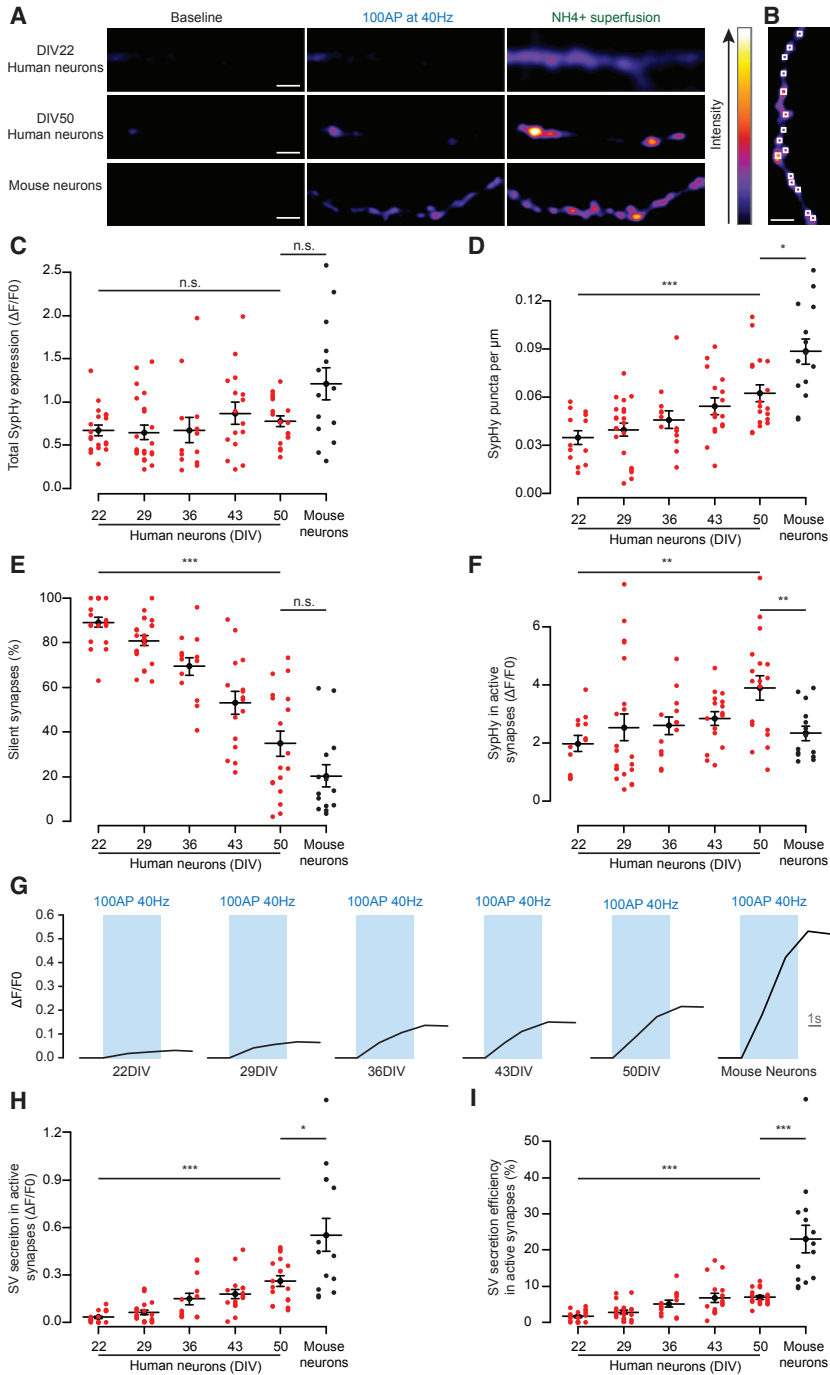 A
Baseline
100AP at 40Hz
NH4+ superfusion
DIV22
Human neurons
DIV50
Human neurons
Mouse neurons
Intensity
B
C
n.s.
n.s.
Total SypHy expression (ΔF/F0)
2.5
2.0
1.5
1.0
0.5
0.0
22 29 36 43 50 Mouse
Human neurons (DIV) neurons
D
*
***
SypHy puncta per µm
0.12
0.09
0.06
0.03
0.00
22 29 36 43 50 Mouse
Human neurons (DIV) neurons
E
***
n.s.
Silent synapses (%)
100
80
60
40
20
0
22 29 36 43 50 Mouse
Human neurons (DIV) neurons
F
**
**
SypHy in active
synapses (ΔF/F0)
6
4
2
0
22 29 36 43 50 Mouse
Human neurons (DIV) neurons
G
100AP 40Hz 100AP 40Hz 100AP 40Hz 100AP 40Hz 100AP 40Hz 100AP 40Hz
ΔF/F0
0.6
0.5
0.4
0.3
0.2
0.1
0.0
1s
22DIV 29DIV 36DIV 43DIV 50DIV Mouse Neurons
H
*
***
SV secreiton in active
synapses (ΔF/F0)
1.2
0.9
0.6
0.3
0.0
22 29 36 43 50 Mouse
Human neurons (DIV) neurons
I
***
***
SV secretion efficiency
in active synapses (%)
50
40
30
20
10
0
22 29 36 43 50 Mouse
Human neurons (DIV) neurons